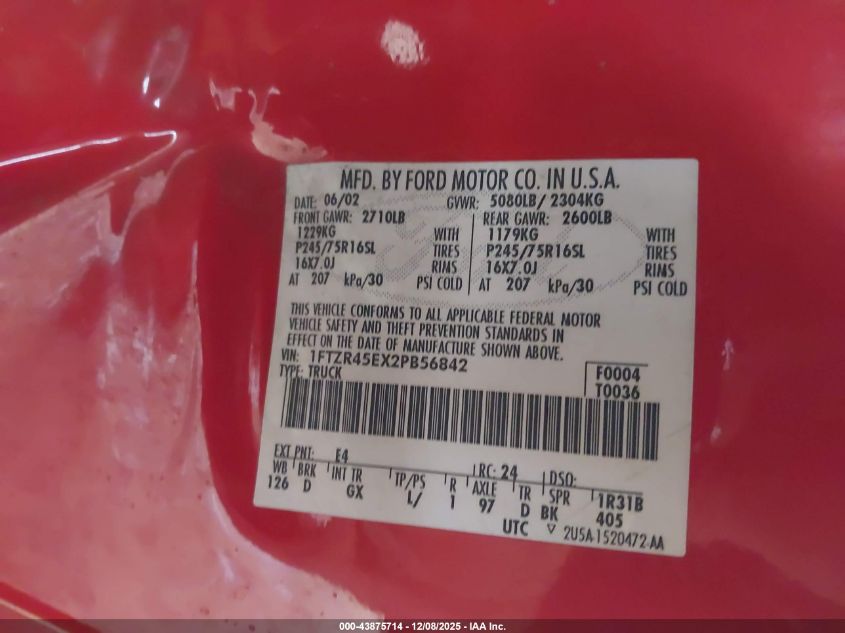 MFD. BY FORD MOTOR CO. IN U.S.A.
DATE: 06/02 GVWR: 5080LB/ 2304KG
FRONT GAWR: 2710LB REAR GAWR: 2600LB
1229KG WITH 1179KG WITH
P245/75R16SL TIRES P245/75R16SL TIRES
16X7.0J RIMS 16X7.0J RIMS
AT 207 kPa/30 PSI COLD AT 207 kPa/30 PSI COLD
THIS VEHICLE CONFORMS TO ALL APPLICABLE FEDERAL MOTOR
VEHICLE SAFETY AND THEFT PREVENTION STANDARDS IN
EFFECT ON THE DATE OF MANUFACTURE SHOWN ABOVE.
VIN: 1FTZR45EX2PB56842
TYPE: TRUCK
F0004
T0036
EXT PNT: E4 RC: 24 DSO:
WB BRK INT TR TP/PS R AXLE TR SPR 1R31B
126 D GX L/ 1 97 D BK 405
UTC ▽ 2U5A-1520472-AA
000-43875714 - 12/08/2025 - IAA Inc.